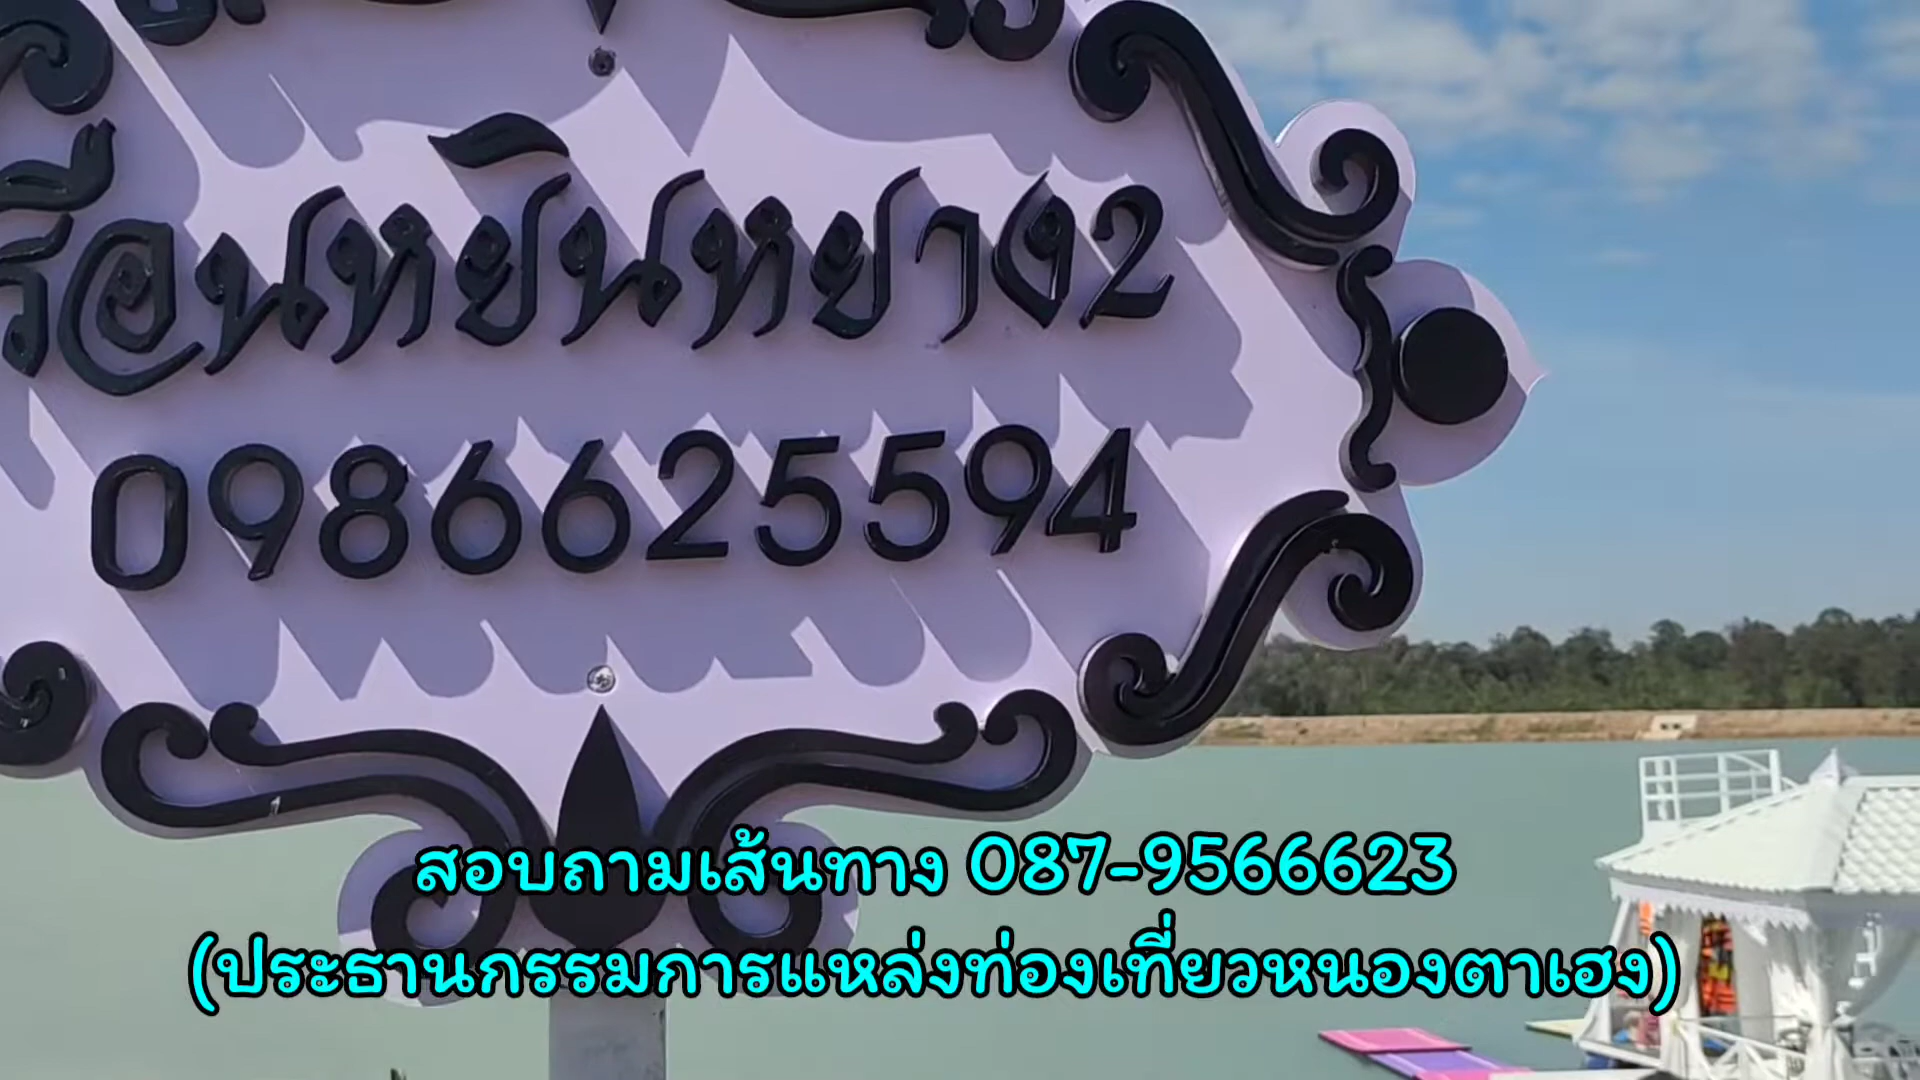 เรือนหยินหยาง2
0986625594
สอบถามเส้นทาง 087-9566623
(ประธานกรรมการแหล่งท่องเที่ยวหนองตาเฮง)